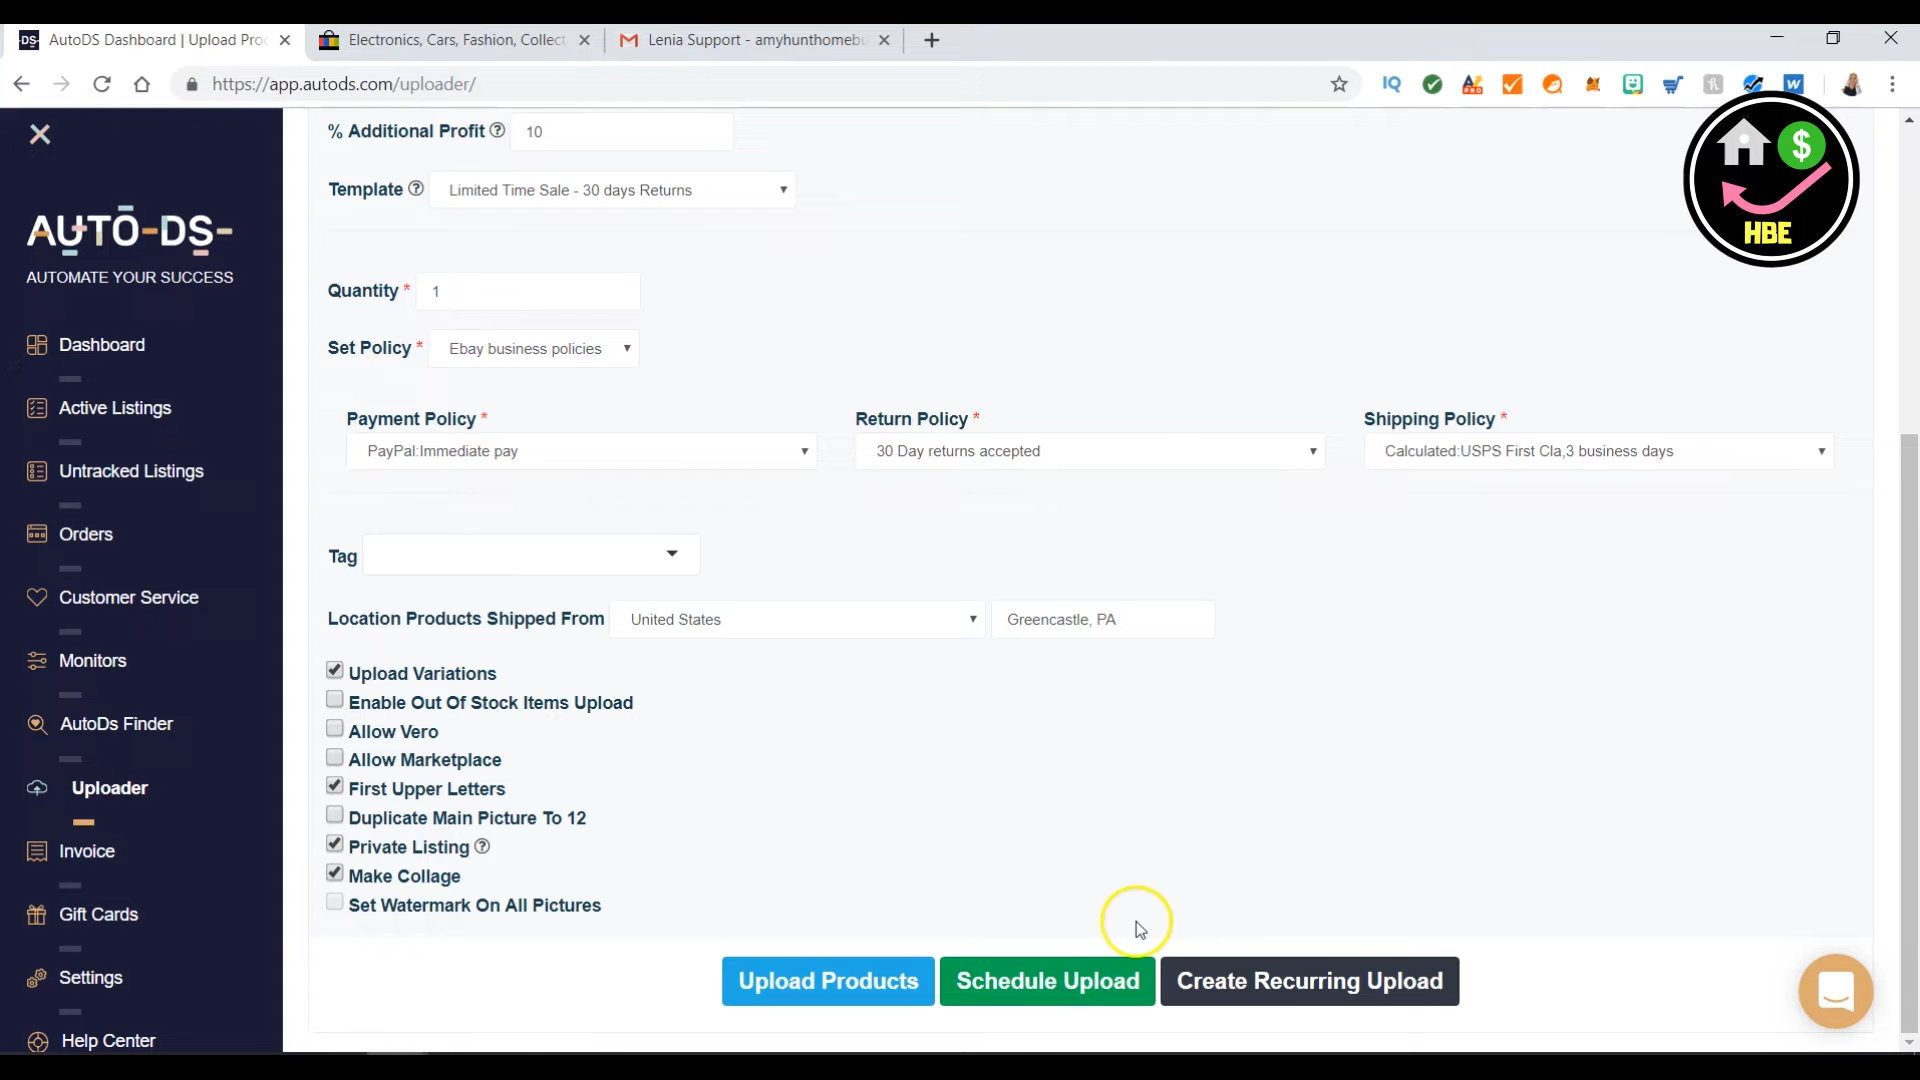 -DS- AutoDS Dashboard | Upload Prod
Electronics, Cars, Fashion, Collect
Lenia Support - amyhunthomebu
https://app.autods.com/uploader/
IQ
PRO
W
$
HBE
AUTO-DS-
AUTOMATE YOUR SUCCESS
Dashboard
Active Listings
Untracked Listings
Orders
Customer Service
Monitors
AutoDs Finder
Uploader
Invoice
Gift Cards
Settings
Help Center
% Additional Profit ? 10
Template ? Limited Time Sale - 30 days Returns
Quantity * 1
Set Policy * Ebay business policies
Payment Policy * Return Policy * Shipping Policy *
PayPal:Immediate pay 30 Day returns accepted Calculated:USPS First Cla,3 business days
Tag
Location Products Shipped From United States Greencastle, PA
Upload Variations
Enable Out Of Stock Items Upload
Allow Vero
Allow Marketplace
First Upper Letters
Duplicate Main Picture To 12
Private Listing ?
Make Collage
Set Watermark On All Pictures
Upload Products Schedule Upload Create Recurring Upload